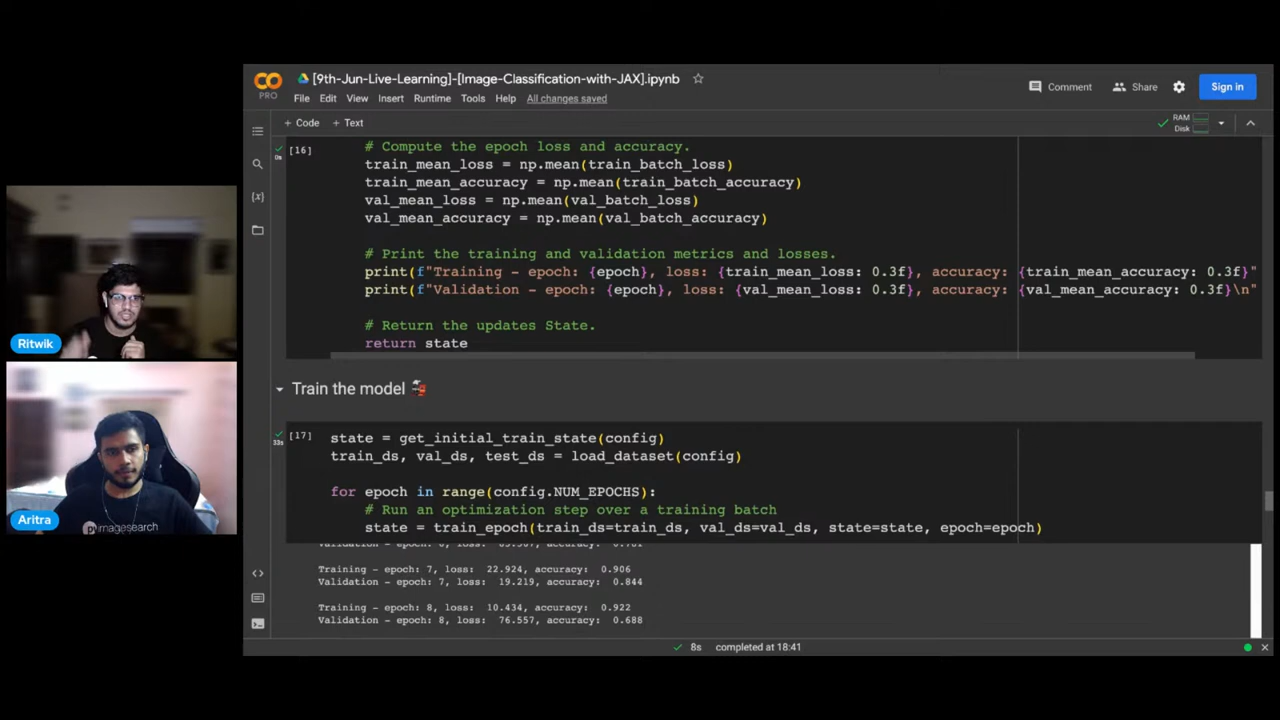 [9th-Jun-Live-Learning]-[Image-Classification-with-JAX].ipynb
PRO
File Edit View Insert Runtime Tools Help All changes saved
Comment Share Sign in
+ Code + Text
RAM
Disk
{x}
[16]
0s
# Compute the epoch loss and accuracy.
train_mean_loss = np.mean(train_batch_loss)
train_mean_accuracy = np.mean(train_batch_accuracy)
val_mean_loss = np.mean(val_batch_loss)
val_mean_accuracy = np.mean(val_batch_accuracy)
# Print the training and validation metrics and losses.
print(f"Training - epoch: {epoch}, loss: {train_mean_loss: 0.3f}, accuracy: {train_mean_accuracy: 0.3f}"
print(f"Validation - epoch: {epoch}, loss: {val_mean_loss: 0.3f}, accuracy: {val_mean_accuracy: 0.3f}\n"
# Return the updates State.
return state
Train the model
[17]
33s
state = get_initial_train_state(config)
train_ds, val_ds, test_ds = load_dataset(config)
for epoch in range(config.NUM_EPOCHS):
# Run an optimization step over a training batch
state = train_epoch(train_ds=train_ds, val_ds=val_ds, state=state, epoch=epoch)
Training - epoch: 7, loss: 22.924, accuracy: 0.906
Validation - epoch: 7, loss: 19.219, accuracy: 0.844
Training - epoch: 8, loss: 10.434, accuracy: 0.922
Validation - epoch: 8, loss: 76.557, accuracy: 0.688
8s completed at 18:41
Ritwik
pyimagesearch
Aritra